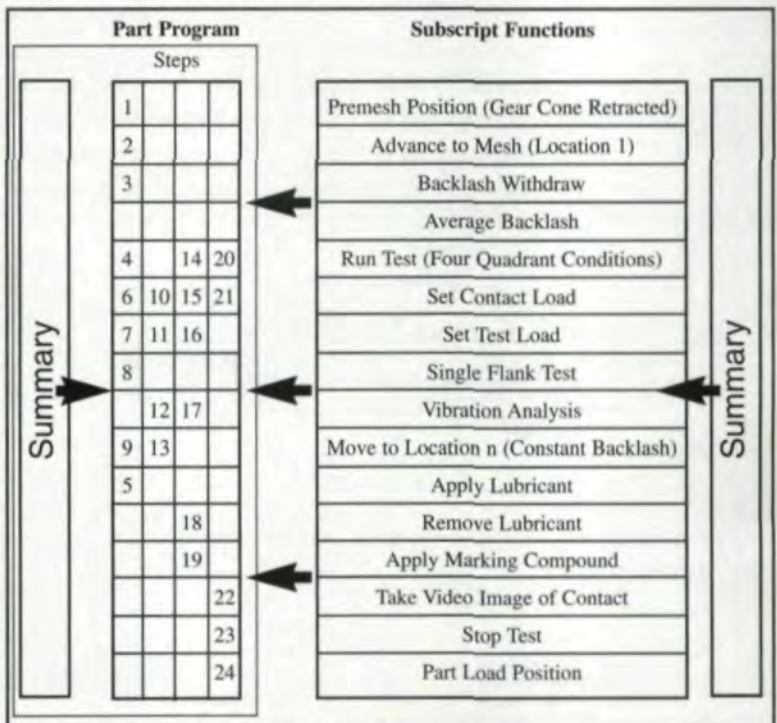 Part Program Subscript Functions
Steps
1 Premesh Position (Gear Cone Retracted)
2 Advance to Mesh (Location 1)
3 Backlash Withdraw
Average Backlash
4 14 20 Run Test (Four Quadrant Conditions)
6 10 15 21 Set Contact Load
7 11 16 Set Test Load
8 Single Flank Test
12 17 Vibration Analysis
9 13 Move to Location n (Constant Backlash)
5 Apply Lubricant
18 Remove Lubricant
19 Apply Marking Compound
22 Take Video Image of Contact
23 Stop Test
24 Part Load Position
Summary
Summary